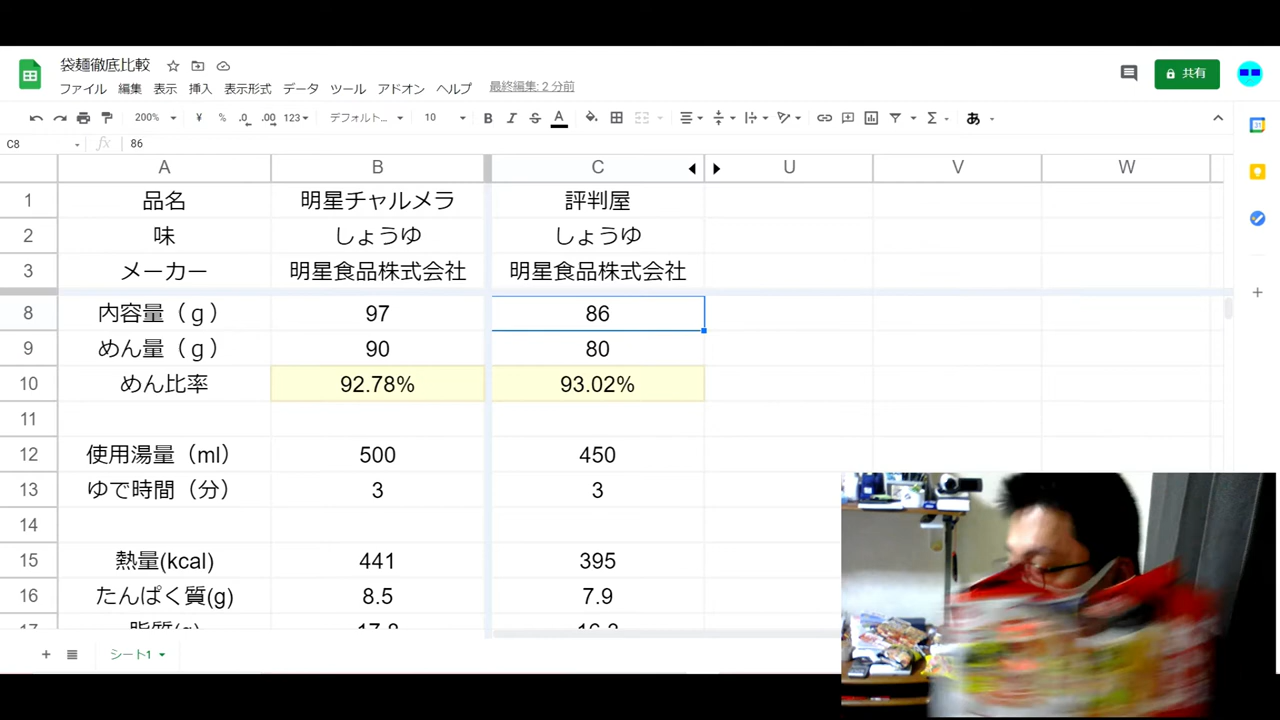 袋麺徹底比較
ファイル 編集 表示 挿入 表示形式 データ ツール アドオン ヘルプ 最終編集: 2 分前
共有
200% ¥ % .0 .00 123 デフォルト... 10 B I S A Σ あ
C8 fx 86
A B C U V W
1 品名 明星チャルメラ 評判屋
2 味 しょうゆ しょうゆ
3 メーカー 明星食品株式会社 明星食品株式会社
8 内容量（ｇ） 97 86
9 めん量（ｇ） 90 80
10 めん比率 92.78% 93.02%
11
12 使用湯量（ml） 500 450
13 ゆで時間（分） 3 3
14
15 熱量(kcal) 441 395
16 たんぱく質(g) 8.5 7.9
シート1